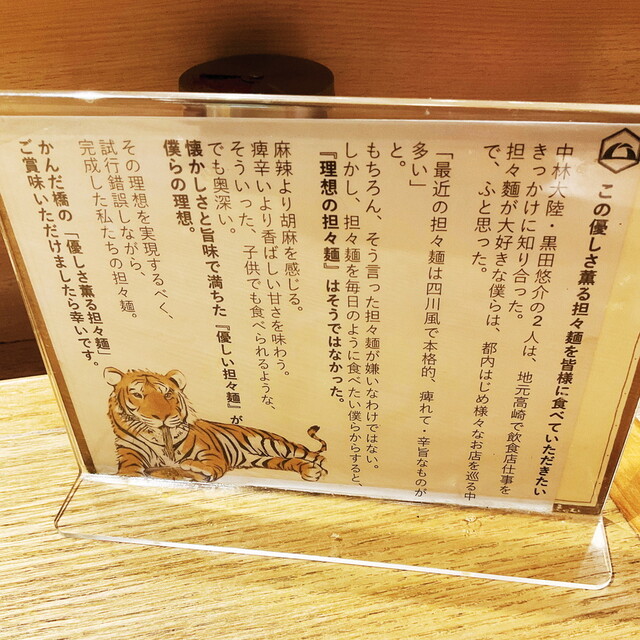 この優しさ薫る担々麺を皆様に食べていただきたい
中林大陸・黒田悠介の2人は、地元高崎で飲食店仕事を
きっかけに知り合った。
担々麺が大好きな僕らは、都内はじめ様々なお店を巡る中
で、ふと思った。
「最近の担々麺は四川風で本格的、痺れて・辛旨なものが
多い」
と。
もちろん、そう言った担々麺が嫌いなわけではない。
しかし、担々麺を毎日のように食べたい僕らからすると、
『理想の担々麺』はそうではなかった。
麻辣より胡麻を感じる。
痺辛いより香ばしい甘さを味わう。
そういった、子供でも食べられるような、
でも奥深い。
懐かしさと旨味で満ちた『優しい担々麺』が
僕らの理想。
その理想を実現するべく、
試行錯誤しながら、
完成した私たちの担々麺。
かんだ橋の「優しさ薫る担々麺」
ご賞味いただけましたら幸いです。